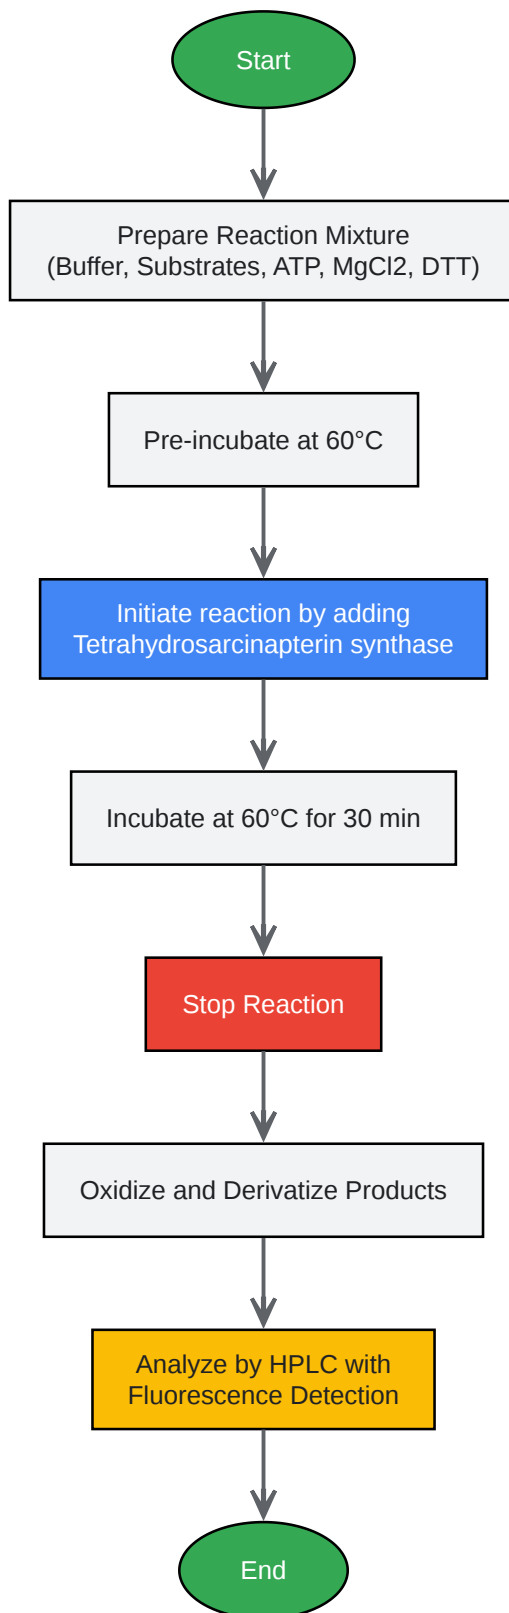 Start
Prepare Reaction Mixture
(Buffer, Substrates, ATP, MgCl2, DTT)
Pre-incubate at 60°C
Initiate reaction by adding
Tetrahydrosarcinapterin synthase
Incubate at 60°C for 30 min
Stop Reaction
Oxidize and Derivatize Products
Analyze by HPLC with
Fluorescence Detection
End